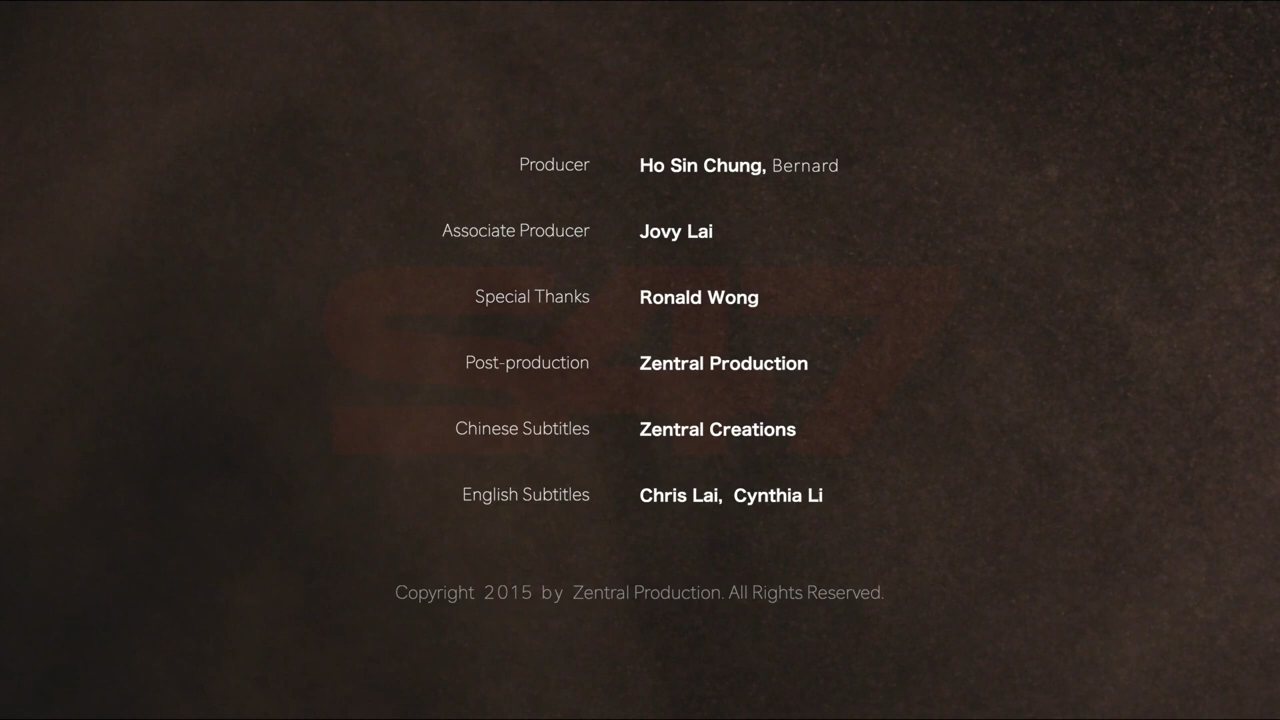 Producer Ho Sin Chung, Bernard
Associate Producer Jovy Lai
Special Thanks Ronald Wong
Post-production Zentral Production
Chinese Subtitles Zentral Creations
English Subtitles Chris Lai, Cynthia Li
Copyright 2015 by Zentral Production. All Rights Reserved.